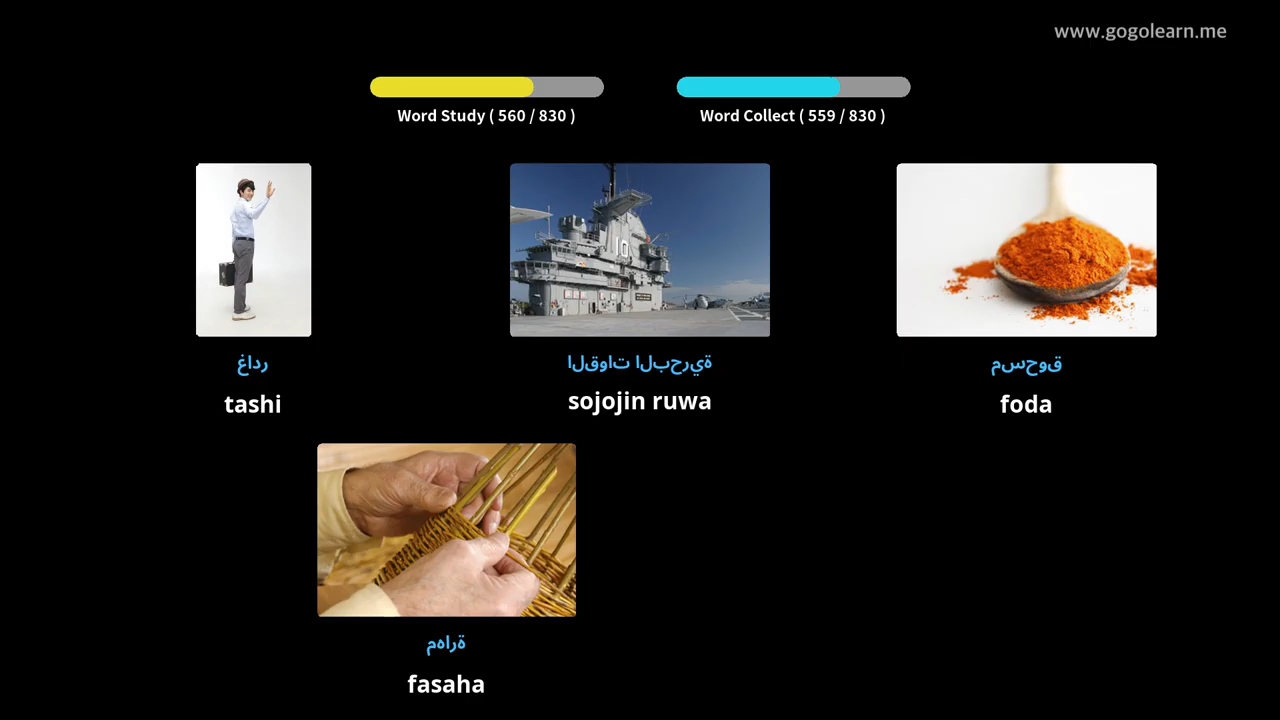 www.gogolearn.me
Word Study ( 560 / 830 )
Word Collect ( 559 / 830 )
غادر
القوات البحرية
مسحوق
tashi
sojojin ruwa
foda
مهارة
fasaha